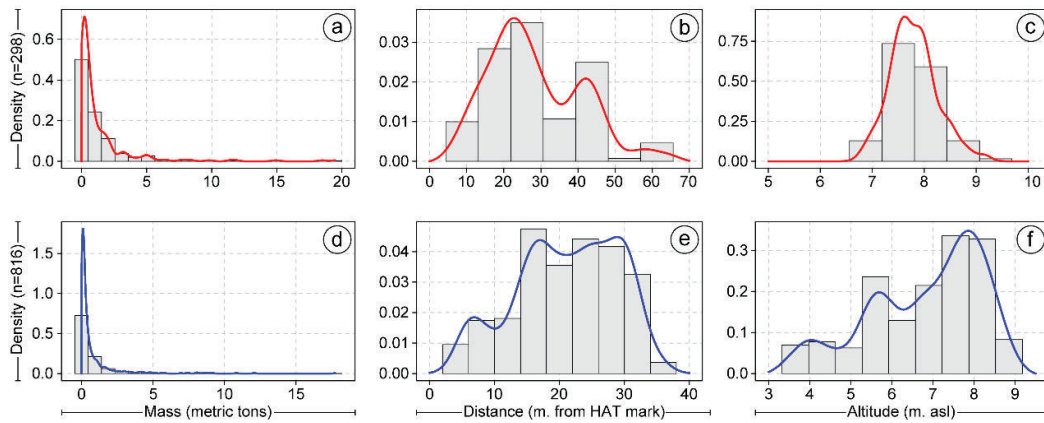 a
b
c
Density (n=298)
0.6
0.4
0.2
0.0
0 5 10 15 20
0.03
0.02
0.01
0.00
0 10 20 30 40 50 60 70
0.75
0.50
0.25
0.00
5 6 7 8 9 10
d
e
f
Density (n=816)
1.5
1.0
0.5
0.0
0 5 10 15
0.04
0.03
0.02
0.01
0.00
0 10 20 30 40
0.3
0.2
0.1
0.0
3 4 5 6 7 8 9
Mass (metric tons)
Distance (m. from HAT mark)
Altitude (m. asl)